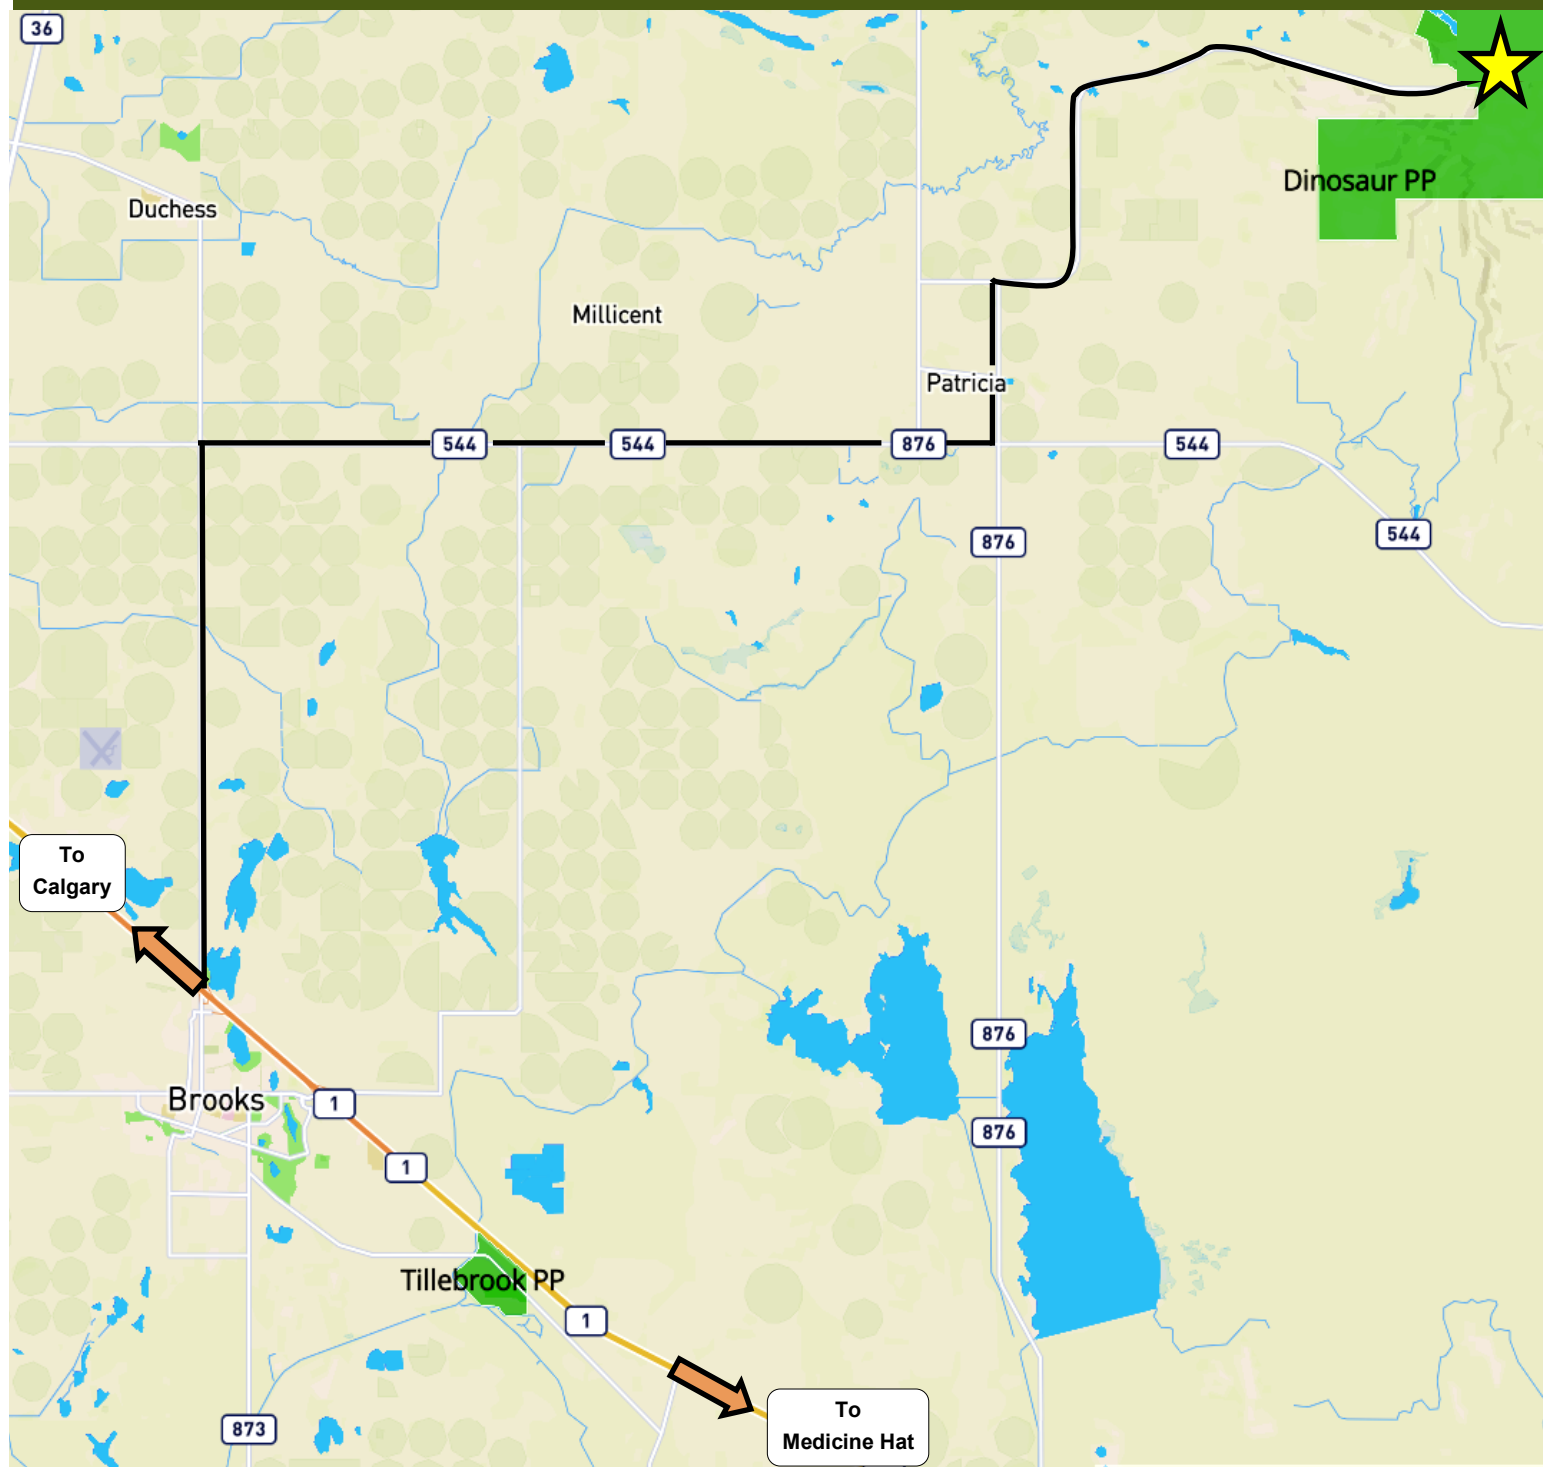 36
Duchess
Dinosaur PP
Millicent
Patricia
544
544
876
544
876
544
To
Calgary
876
Brooks
1
876
1
Tillebrook PP
1
873
To
Medicine Hat